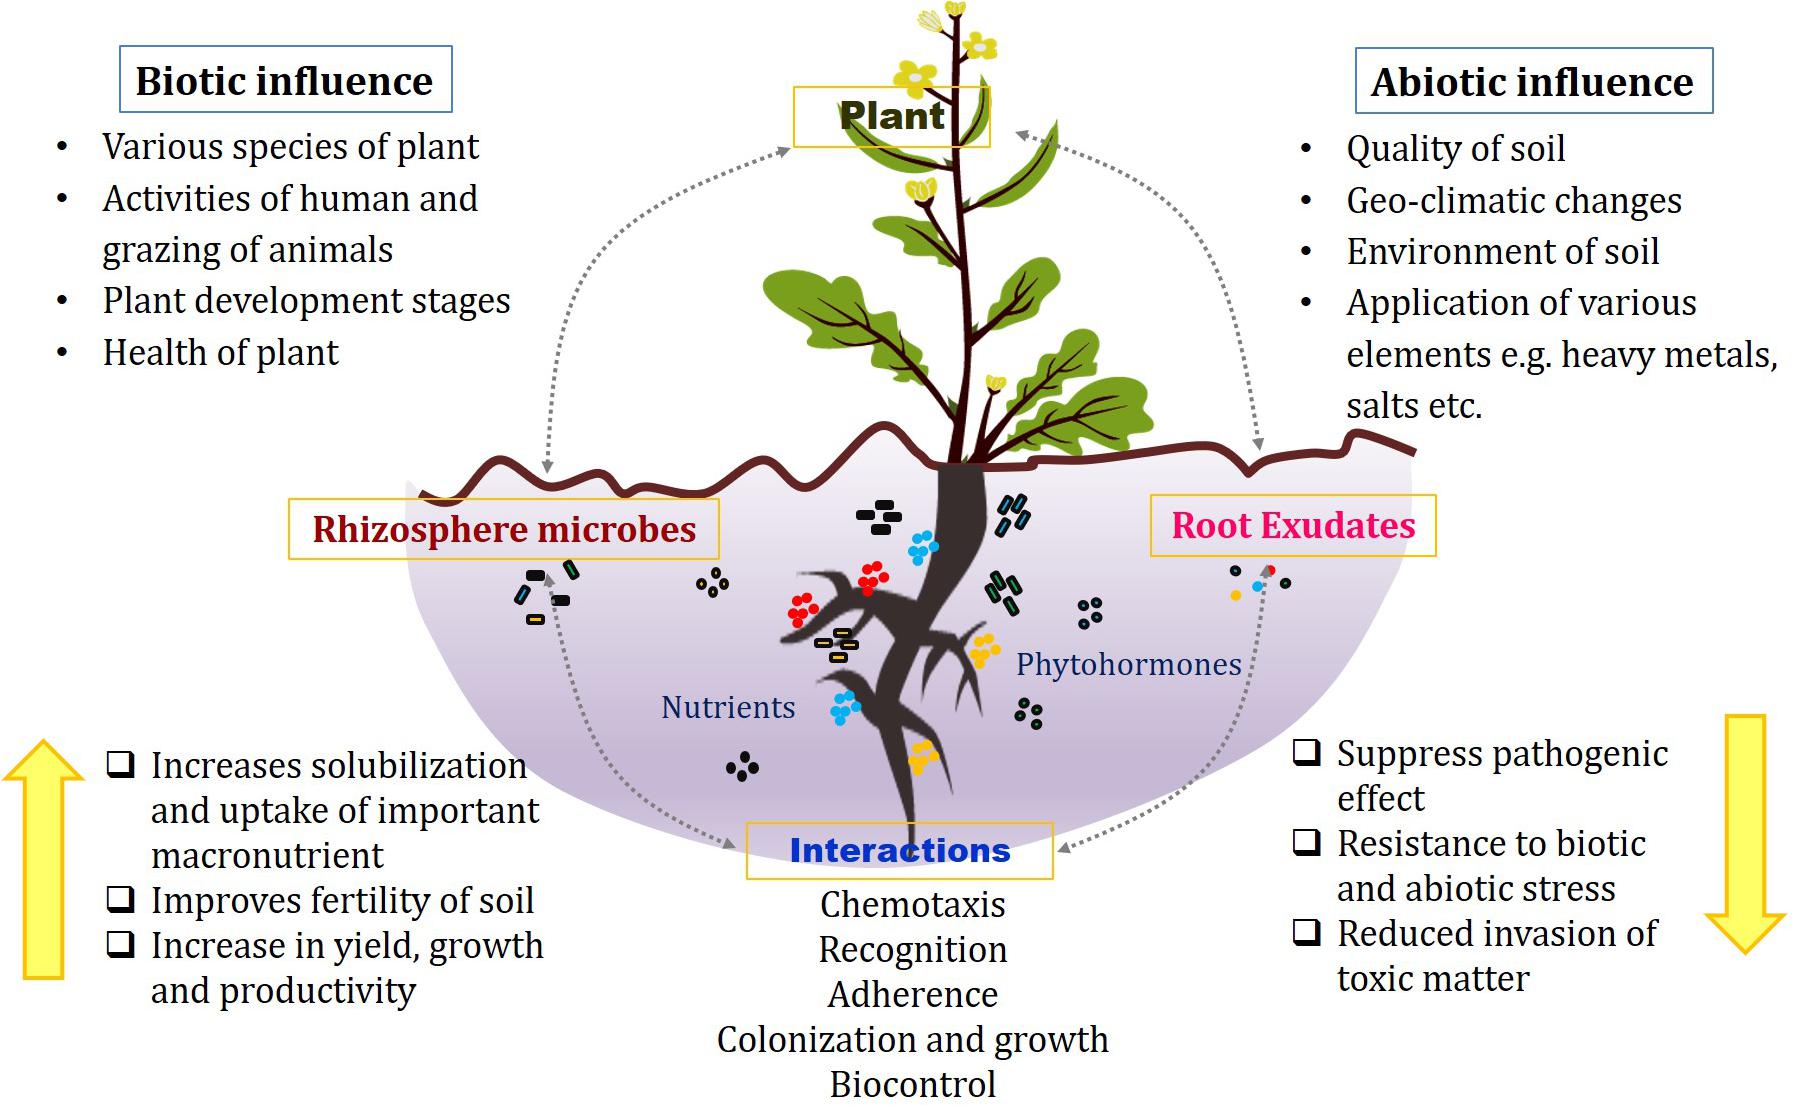 Biotic influence
• Various species of plant
• Activities of human and
grazing of animals
• Plant development stages
• Health of plant
Plant
Abiotic influence
• Quality of soil
• Geo-climatic changes
• Environment of soil
• Application of various
elements e.g. heavy metals,
salts etc.
Rhizosphere microbes
Root Exudates
Phytohormones
Nutrients
❑ Increases solubilization
and uptake of important
macronutrient
❑ Improves fertility of soil
❑ Increase in yield, growth
and productivity
Interactions
Chemotaxis
Recognition
Adherence
Colonization and growth
Biocontrol
❑ Suppress pathogenic
effect
❑ Resistance to biotic
and abiotic stress
❑ Reduced invasion of
toxic matter